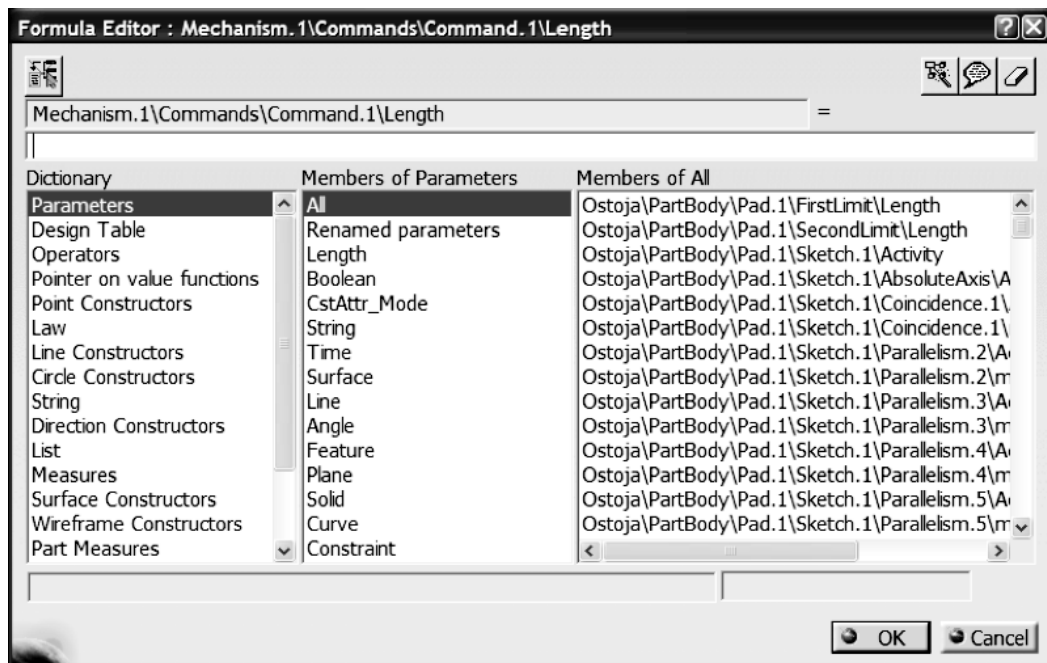 Formula Editor : Mechanism.1\Commands\Command.1\Length
Mechanism.1\Commands\Command.1\Length =
Dictionary
Parameters
Design Table
Operators
Pointer on value functions
Point Constructors
Law
Line Constructors
Circle Constructors
String
Direction Constructors
List
Measures
Surface Constructors
Wireframe Constructors
Part Measures
Members of Parameters
All
Renamed parameters
Length
Boolean
CstAttr_Mode
String
Time
Surface
Line
Angle
Feature
Plane
Solid
Curve
Constraint
Members of All
Ostoja\PartBody\Pad.1\FirstLimit\Length
Ostoja\PartBody\Pad.1\SecondLimit\Length
Ostoja\PartBody\Pad.1\Sketch.1\Activity
Ostoja\PartBody\Pad.1\Sketch.1\AbsoluteAxis\A
Ostoja\PartBody\Pad.1\Sketch.1\Coincidence.1\
Ostoja\PartBody\Pad.1\Sketch.1\Coincidence.1\
Ostoja\PartBody\Pad.1\Sketch.1\Parallelism.2\A
Ostoja\PartBody\Pad.1\Sketch.1\Parallelism.2\m
Ostoja\PartBody\Pad.1\Sketch.1\Parallelism.3\A
Ostoja\PartBody\Pad.1\Sketch.1\Parallelism.3\m
Ostoja\PartBody\Pad.1\Sketch.1\Parallelism.4\A
Ostoja\PartBody\Pad.1\Sketch.1\Parallelism.4\m
Ostoja\PartBody\Pad.1\Sketch.1\Parallelism.5\A
Ostoja\PartBody\Pad.1\Sketch.1\Parallelism.5\m
OK
Cancel